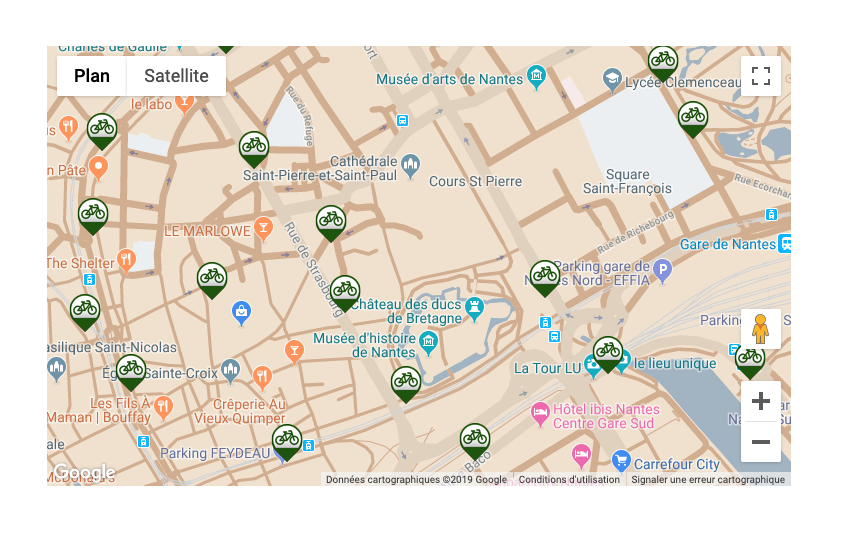 Charles de Gaulle
Plan
Satellite
Musée d'arts de Nantes
Lycée Clemenceau
le labo
Rue du Refuge
n Pâte
Cathédrale
Saint-Pierre-et-Saint-Paul
Cours St Pierre
Square
Saint-François
Rue Ecorchar
LE MARLOWE
Rue de Strasbourg
Rue de Richebourg
Gare de Nantes
The Shelter
Parking gare de
Nantes Nord - EFFIA
Château des ducs
de Bretagne
Parking
S
Musée d'histoire
de Nantes
asilique Saint-Nicolas
La Tour LU
le lieu unique
Église Sainte-Croix
Les Fils À
Maman | Bouffay
Crêperie Au
Vieux-Quimper
Hôtel ibis Nantes
Centre Gare Sud
Parking FEYDEAU
Baco
Carrefour City
Google
McDonald's
Données cartographiques ©2019 Google
Conditions d'utilisation
Signaler une erreur cartographique